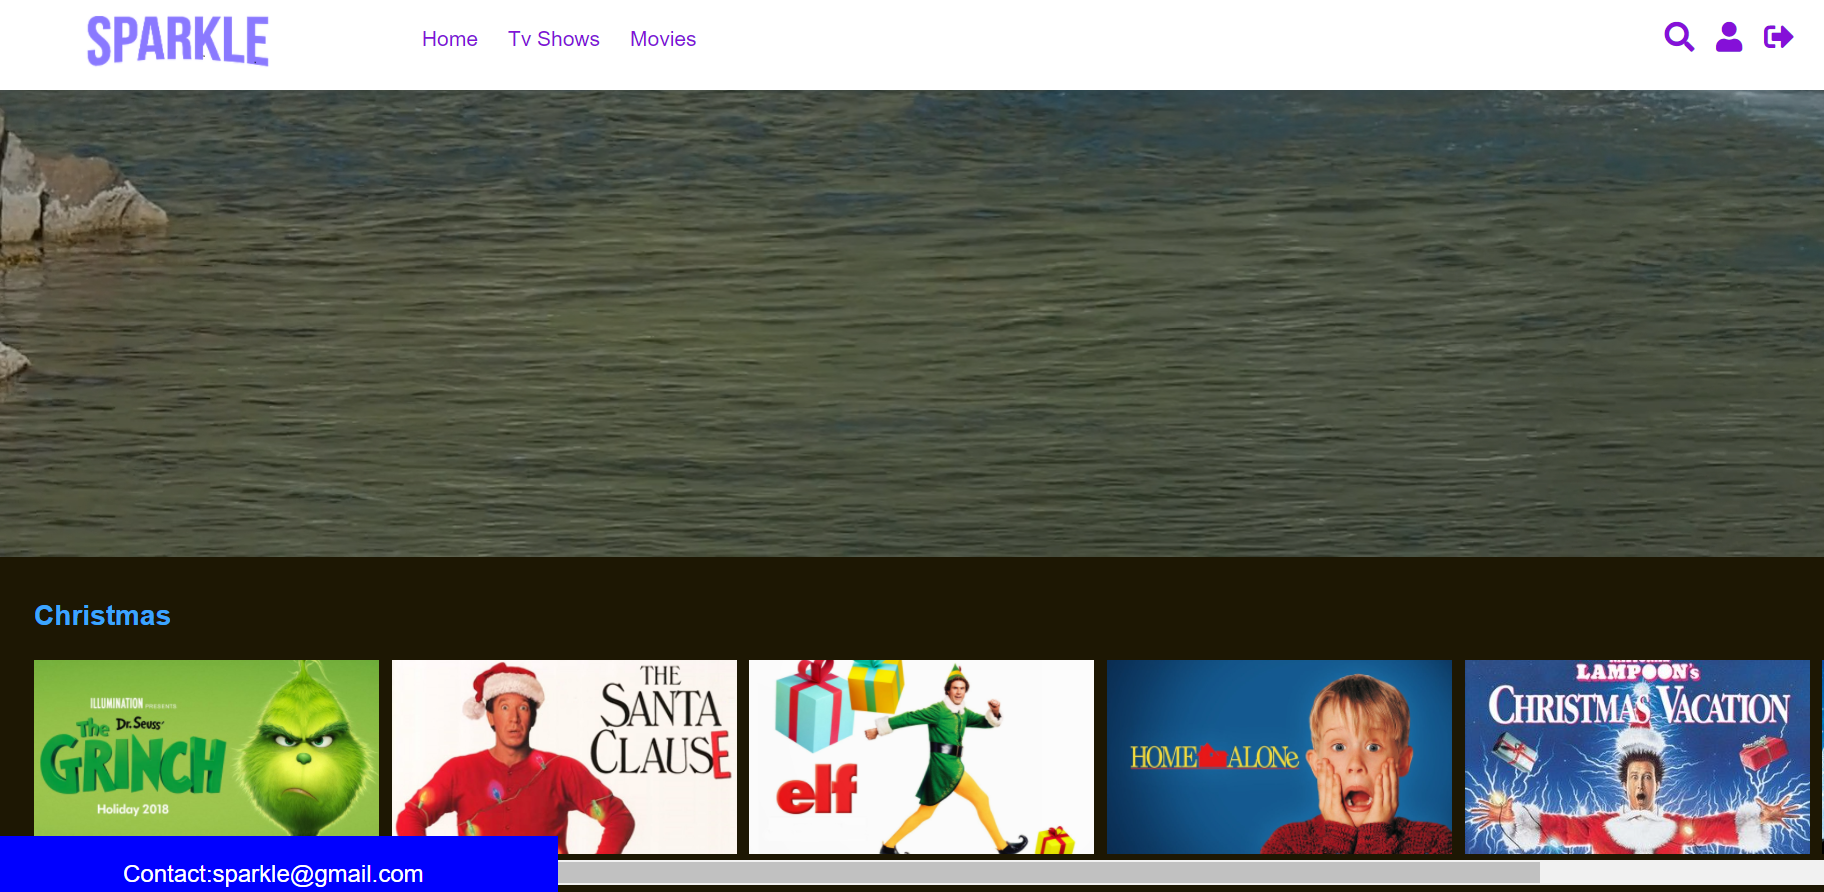 SPARKLE
Home Tv Shows Movies
Christmas
ILLUMINATION PRESENTS
The Dr. Seuss'
GRINCH
Holiday 2018
THE
SANTA
CLAUSE
elf
HOME ALONe
LAMPOON's
CHRISTMAS VACATION
Contact:sparkle@gmail.com